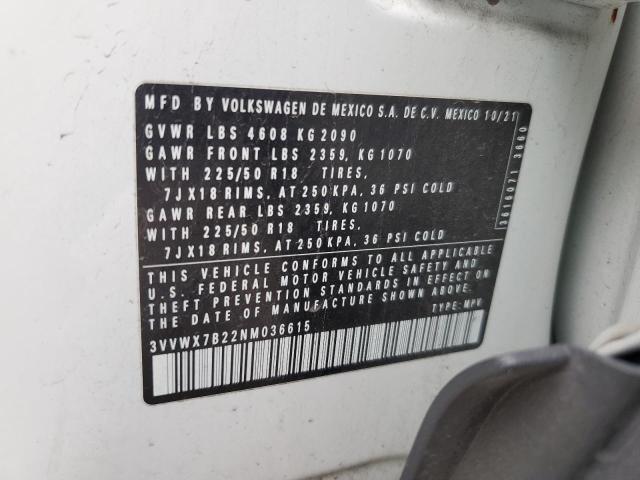 MFD BY VOLKSWAGEN DE MEXICO S.A. DE C.V. MEXICO 10/21
GVWR LBS 4608 KG 2090
GAWR FRONT LBS 2359, KG 1070
WITH 225/50 R18 TIRES,
7JX18 RIMS, AT 250 KPA, 36 PSI COLD
GAWR REAR LBS 2359, KG 1070
WITH 225/50 R18 TIRES,
7JX18 RIMS, AT 250 KPA, 36 PSI COLD
THIS VEHICLE CONFORMS TO ALL APPLICABLE
U.S. FEDERAL MOTOR VEHICLE SAFETY AND
THEFT PREVENTION STANDARDS IN EFFECT ON
THE DATE OF MANUFACTURE SHOWN ABOVE.
TYPE: MPV
3VVWX7B22NM036615
3616071 3660